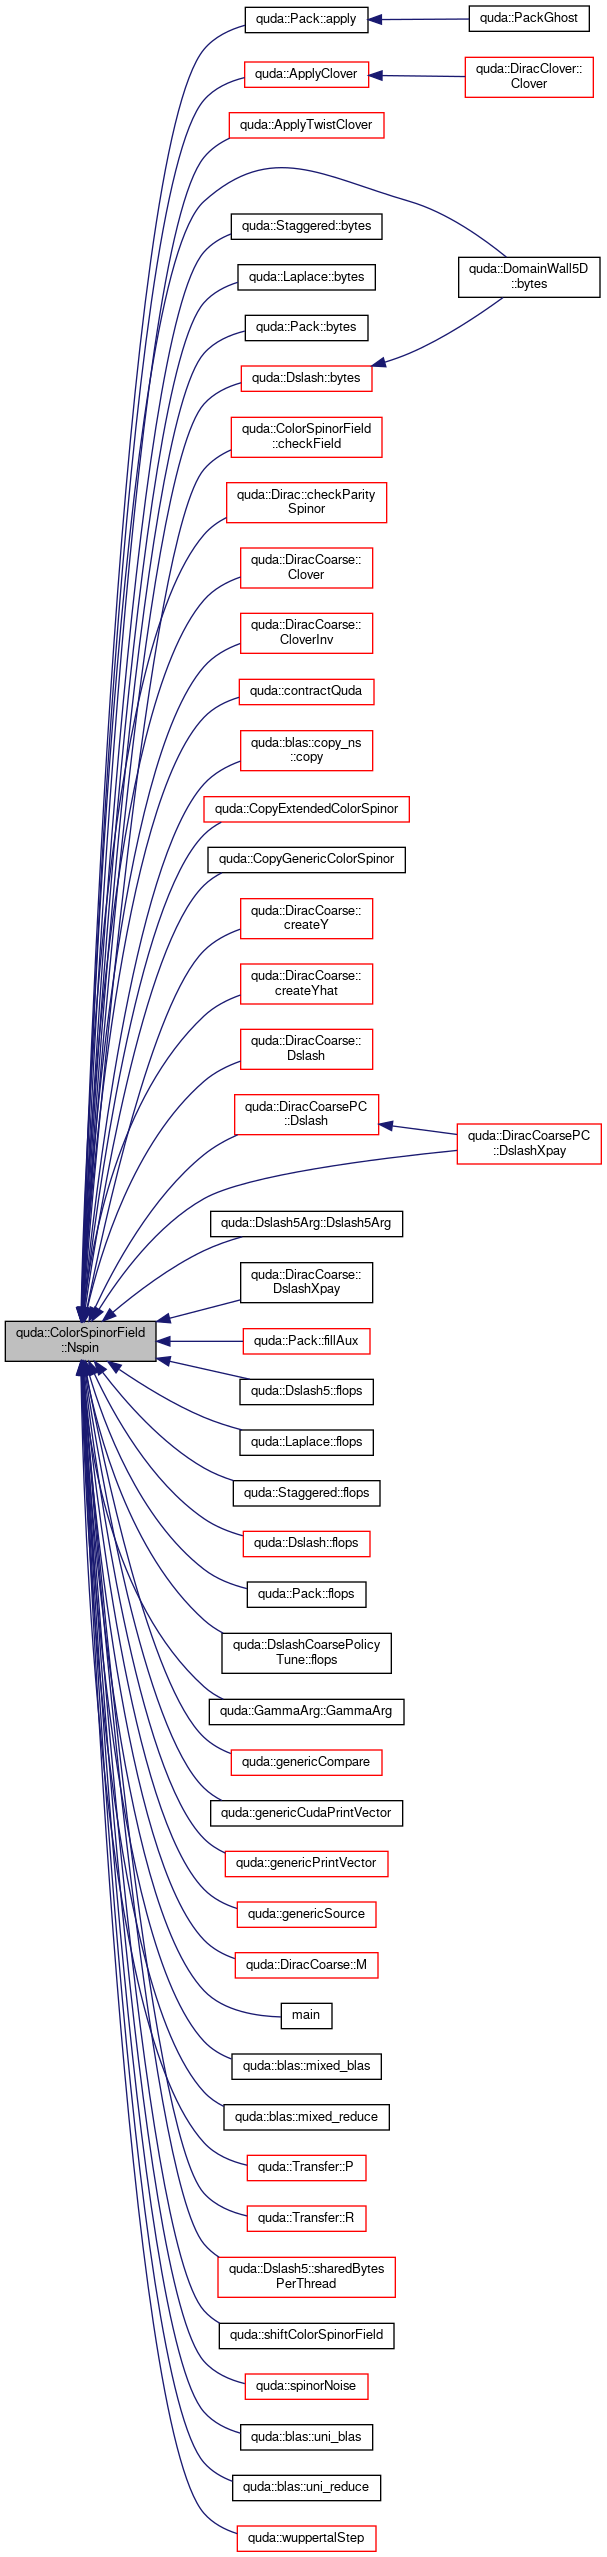 quda::Pack::apply
quda::PackGhost
quda::ApplyClover
quda::DiracClover::
Clover
quda::ApplyTwistClover
quda::Staggered::bytes
quda::DomainWall5D
::bytes
quda::Laplace::bytes
quda::Pack::bytes
quda::Dslash::bytes
quda::ColorSpinorField
::checkField
quda::Dirac::checkParity
Spinor
quda::DiracCoarse::
Clover
quda::DiracCoarse::
CloverInv
quda::contractQuda
quda::blas::copy_ns
::copy
quda::CopyExtendedColorSpinor
quda::CopyGenericColorSpinor
quda::DiracCoarse::
createY
quda::DiracCoarse::
createYhat
quda::DiracCoarse::
Dslash
quda::DiracCoarsePC
::Dslash
quda::DiracCoarsePC
::DslashXpay
quda::Dslash5Arg::Dslash5Arg
quda::DiracCoarse::
DslashXpay
quda::ColorSpinorField
::Nspin
quda::Pack::fillAux
quda::Dslash5::flops
quda::Laplace::flops
quda::Staggered::flops
quda::Dslash::flops
quda::Pack::flops
quda::DslashCoarsePolicy
Tune::flops
quda::GammaArg::GammaArg
quda::genericCompare
quda::genericCudaPrintVector
quda::genericPrintVector
quda::genericSource
quda::DiracCoarse::M
main
quda::blas::mixed_blas
quda::blas::mixed_reduce
quda::Transfer::P
quda::Transfer::R
quda::Dslash5::sharedBytes
PerThread
quda::shiftColorSpinorField
quda::spinorNoise
quda::blas::uni_blas
quda::blas::uni_reduce
quda::wuppertalStep